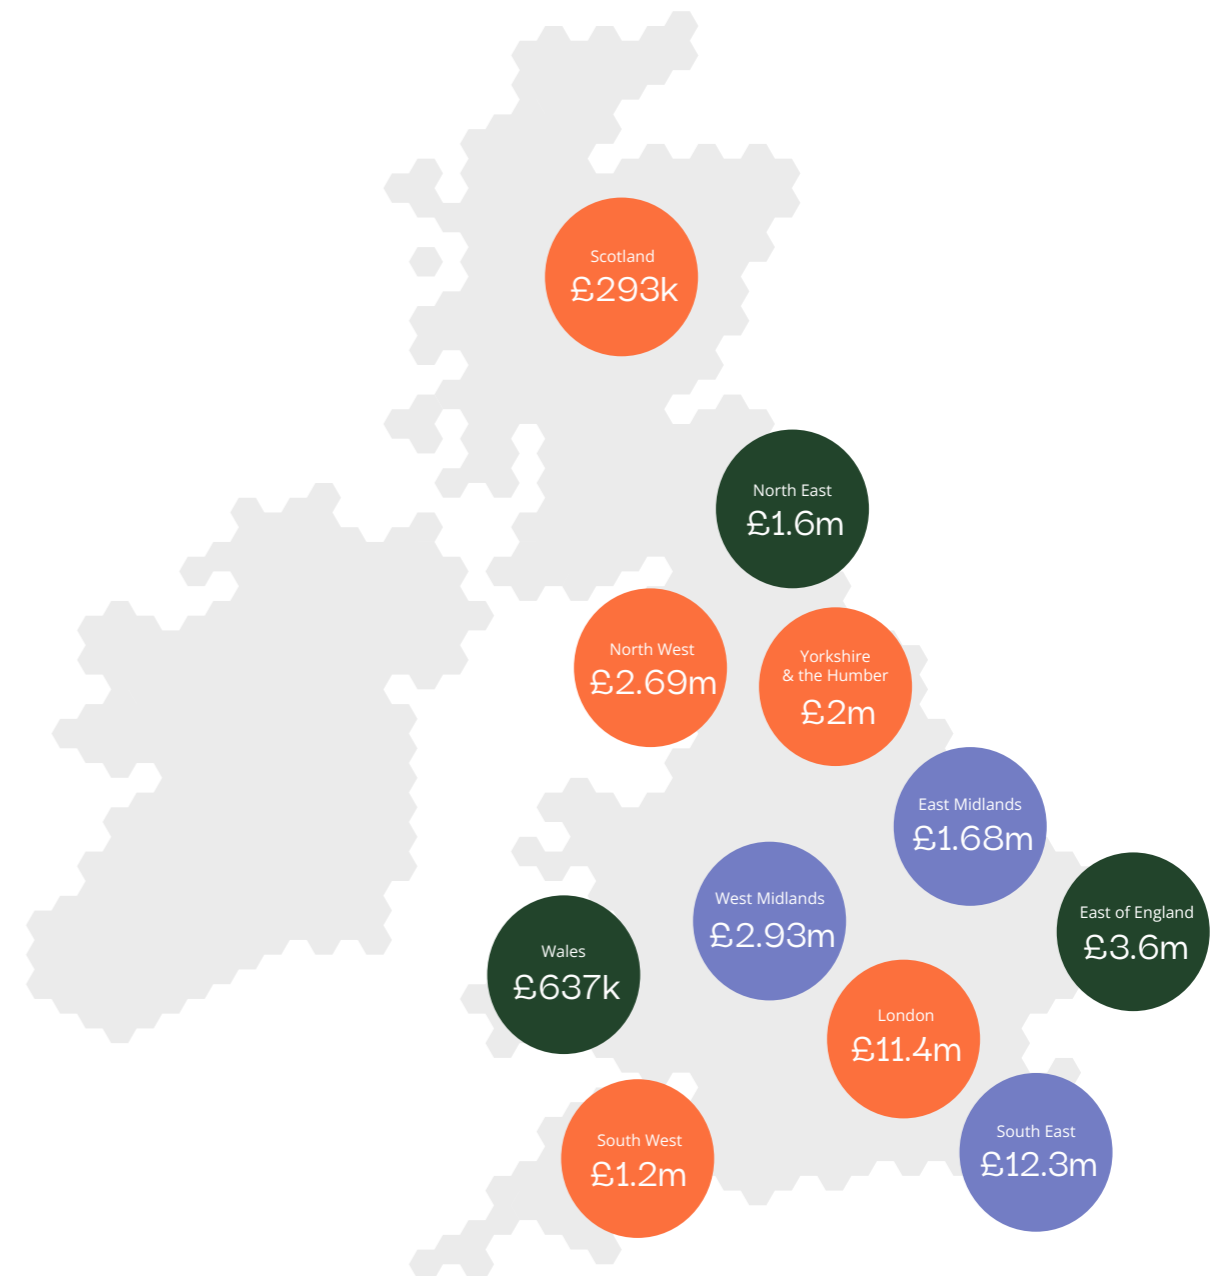 Scotland
£293k
North East
£1.6m
North West
£2.69m
Yorkshire
& the Humber
£2m
East Midlands
£1.68m
West Midlands
£2.93m
East of England
£3.6m
Wales
£637k
London
£11.4m
South West
£1.2m
South East
£12.3m